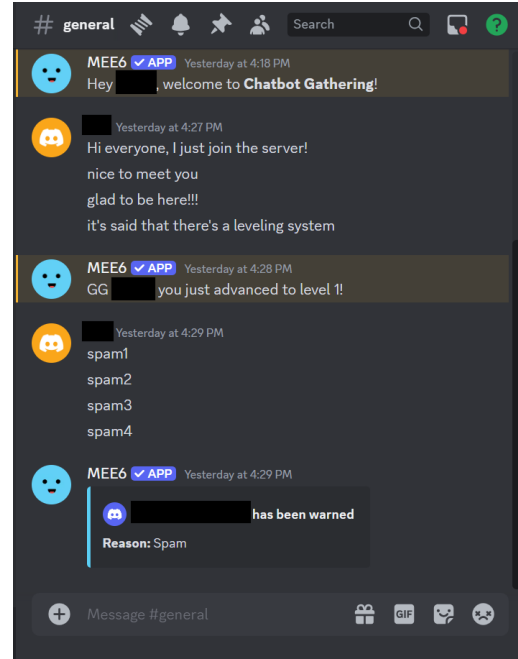 # general Search ?
MEE6 ✓ APP Yesterday at 4:18 PM
Hey , welcome to Chatbot Gathering!
Yesterday at 4:27 PM
Hi everyone, I just join the server!
nice to meet you
glad to be here!!!
it's said that there's a leveling system
MEE6 ✓ APP Yesterday at 4:28 PM
GG you just advanced to level 1!
Yesterday at 4:29 PM
spam1
spam2
spam3
spam4
MEE6 ✓ APP Yesterday at 4:29 PM
has been warned
Reason: Spam
Message #general GIF